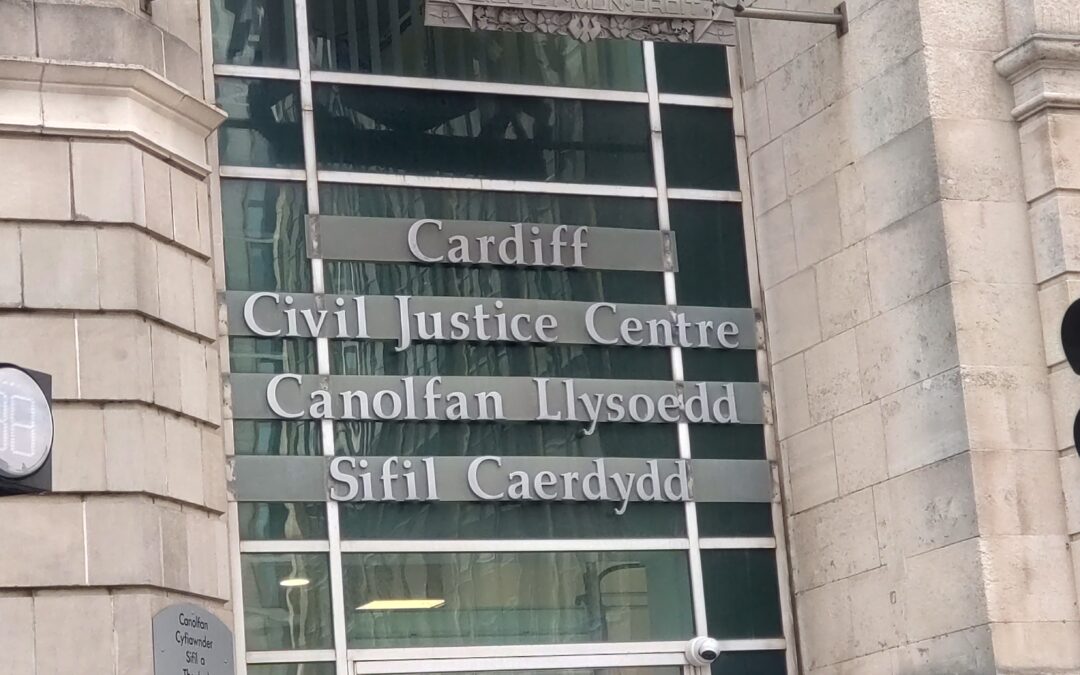 Cardiff
Civil Justice Centre
Canolfan Llysoedd
Sifil Caerdydd
Canolfan
Cyfiawnder
Sifil a